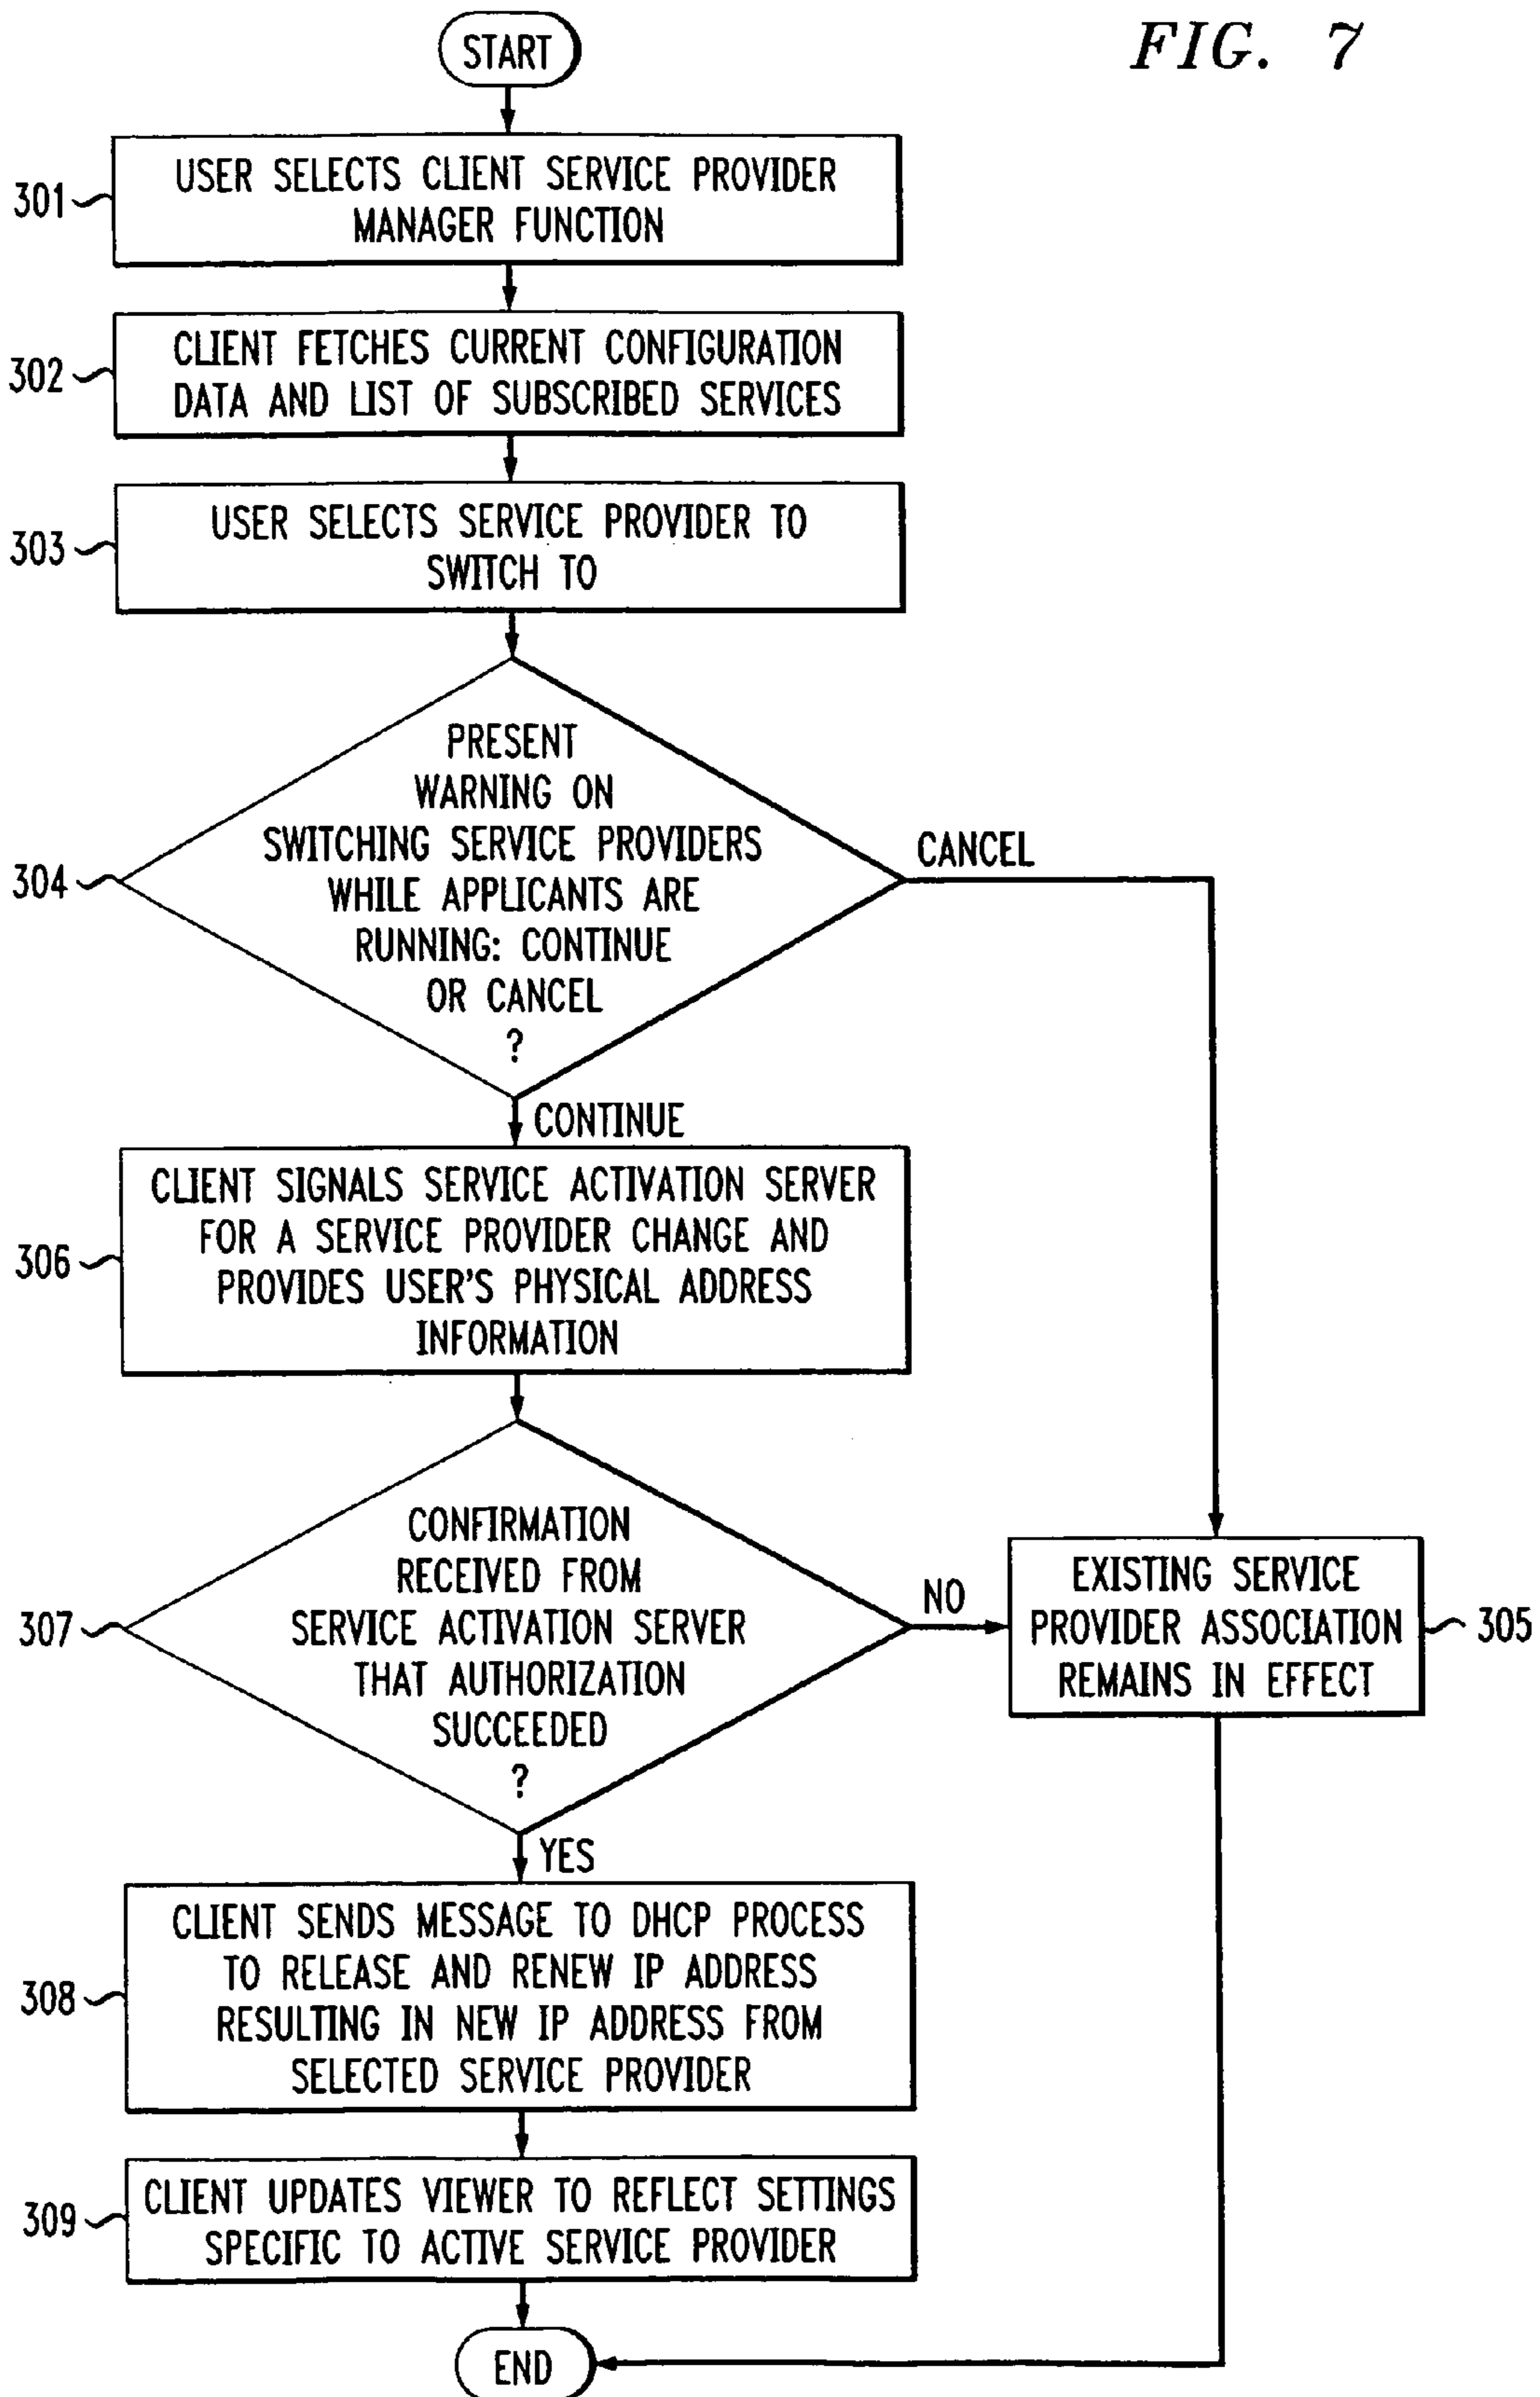 FIG. 7
START
301
USER SELECTS CLIENT SERVICE PROVIDER
MANAGER FUNCTION
302
CLIENT FETCHES CURRENT CONFIGURATION
DATA AND LIST OF SUBSCRIBED SERVICES
303
USER SELECTS SERVICE PROVIDER TO
SWITCH TO
304
PRESENT
WARNING ON
SWITCHING SERVICE PROVIDERS
WHILE APPLICANTS ARE
RUNNING: CONTINUE
OR CANCEL
?
CANCEL
CONTINUE
306
CLIENT SIGNALS SERVICE ACTIVATION SERVER
FOR A SERVICE PROVIDER CHANGE AND
PROVIDES USER'S PHYSICAL ADDRESS
INFORMATION
307
CONFIRMATION
RECEIVED FROM
SERVICE ACTIVATION SERVER
THAT AUTHORIZATION
SUCCEEDED
?
NO
EXISTING SERVICE
PROVIDER ASSOCIATION
REMAINS IN EFFECT
305
YES
308
CLIENT SENDS MESSAGE TO DHCP PROCESS
TO RELEASE AND RENEW IP ADDRESS
RESULTING IN NEW IP ADDRESS FROM
SELECTED SERVICE PROVIDER
309
CLIENT UPDATES VIEWER TO REFLECT SETTINGS
SPECIFIC TO ACTIVE SERVICE PROVIDER
END